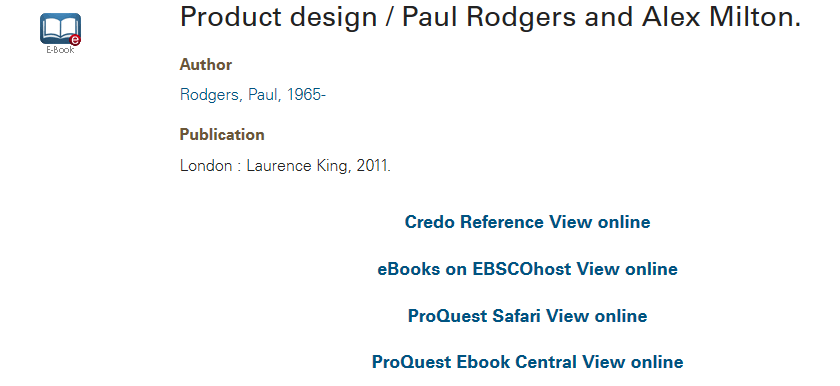 Product design / Paul Rodgers and Alex Milton.
E-Book
Author
Rodgers, Paul, 1965-
Publication
London : Laurence King, 2011.
Credo Reference View online
eBooks on EBSCOhost View online
ProQuest Safari View online
ProQuest Ebook Central View online